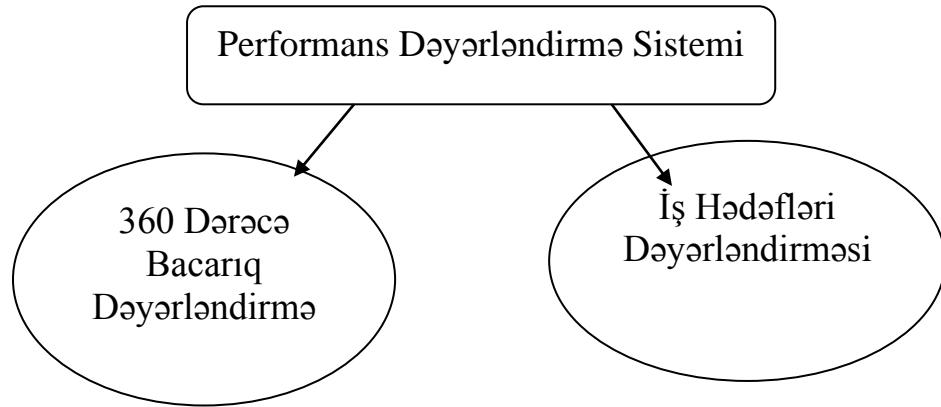 Performans Dəyərləndirmə Sistemi
360 Dərəcə
Bacarıq
Dəyərləndirmə
İş Hədəfləri
Dəyərləndirməsi